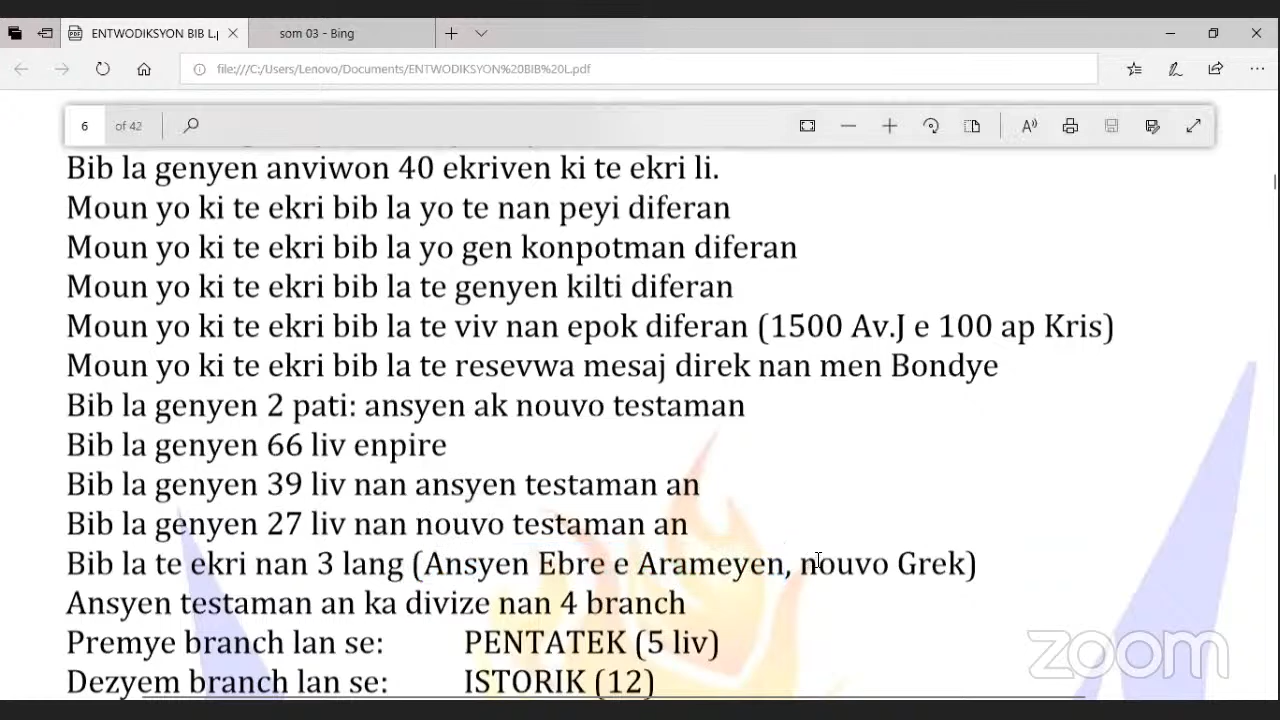 ENTWODIKSYON BIB L.p
som 03 - Bing
file:///C:/Users/Lenovo/Documents/ENTWODIKSYON%20BIB%20L.pdf
6 of 42
Bib la genyen anviwon 40 ekriven ki te ekri li.
Moun yo ki te ekri bib la yo te nan peyi diferan
Moun yo ki te ekri bib la yo gen konpotman diferan
Moun yo ki te ekri bib la te genyen kilti diferan
Moun yo ki te ekri bib la te viv nan epok diferan (1500 Av.J e 100 ap Kris)
Moun yo ki te ekri bib la te resevwa mesaj direk nan men Bondye
Bib la genyen 2 pati: ansyen ak nouvo testaman
Bib la genyen 66 liv enpire
Bib la genyen 39 liv nan ansyen testaman an
Bib la genyen 27 liv nan nouvo testaman an
Bib la te ekri nan 3 lang (Ansyen Ebre e Arameyen, nouvo Grek)
Ansyen testaman an ka divize nan 4 branch
Premye branch lan se: PENTATEK (5 liv)
Dezyem branch lan se: ISTORIK (12)
zoom